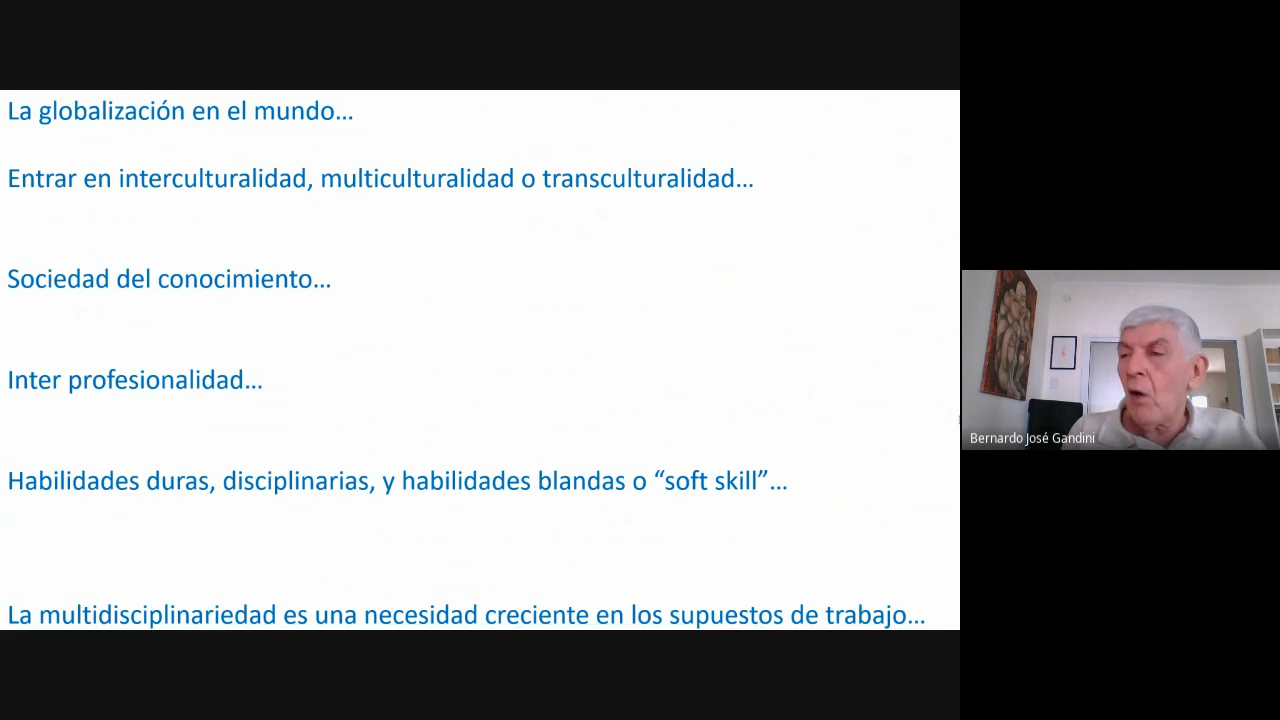 La globalización en el mundo...
Entrar en interculturalidad, multiculturalidad o transculturalidad...
Sociedad del conocimiento...
Inter profesionalidad...
Habilidades duras, disciplinarias, y habilidades blandas o “soft skill”...
La multidisciplinariedad es una necesidad creciente en los supuestos de trabajo...
Bernardo José Gandini